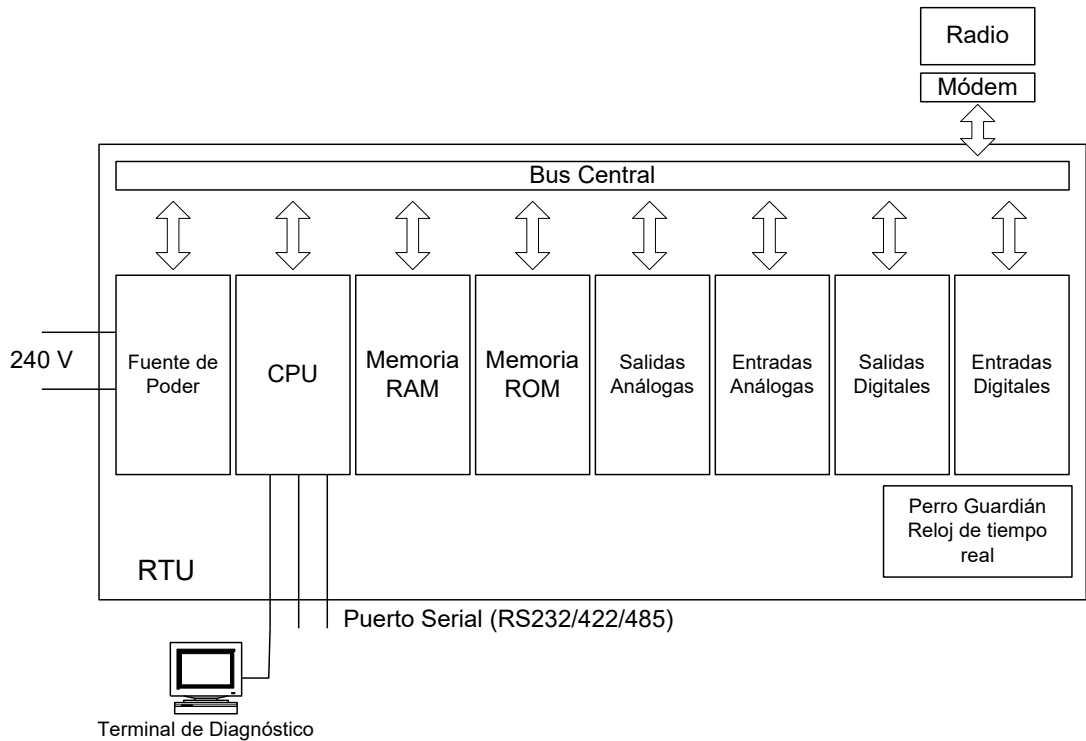 Radio
Módem
Bus Central
240 V
Fuente de
Poder
CPU
Memoria
RAM
Memoria
ROM
Salidas
Análogas
Entradas
Análogas
Salidas
Digitales
Entradas
Digitales
Perro Guardián
Reloj de tiempo
real
RTU
Puerto Serial (RS232/422/485)
Terminal de Diagnóstico